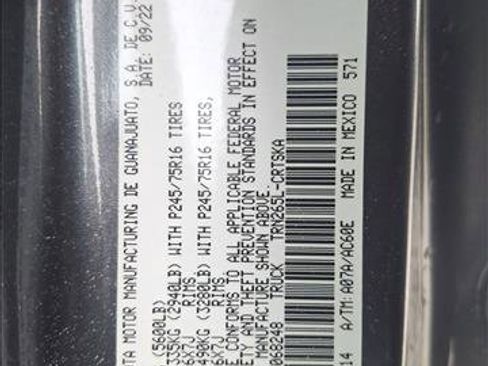 TA MOTOR MANUFACTURING DE GUANAJUATO, S.A. DE C.V.
DATE: 09/22
(5600LB)
335KG (2940LB) WITH P245/75R16 TIRES
6X7J RIMS
490KG (3280LB) WITH P245/75R16 TIRES,
6X7J RIMS
E CONFORMS TO ALL APPLICABLE FEDERAL MOTOR
ETY AND THEFT PREVENTION STANDARDS IN EFFECT ON
MANUFACTURE SHOWN ABOVE.
068248 TRUCK TRN265L-CRTSKA
14 A/TM: A07A/AC60E MADE IN MEXICO 571